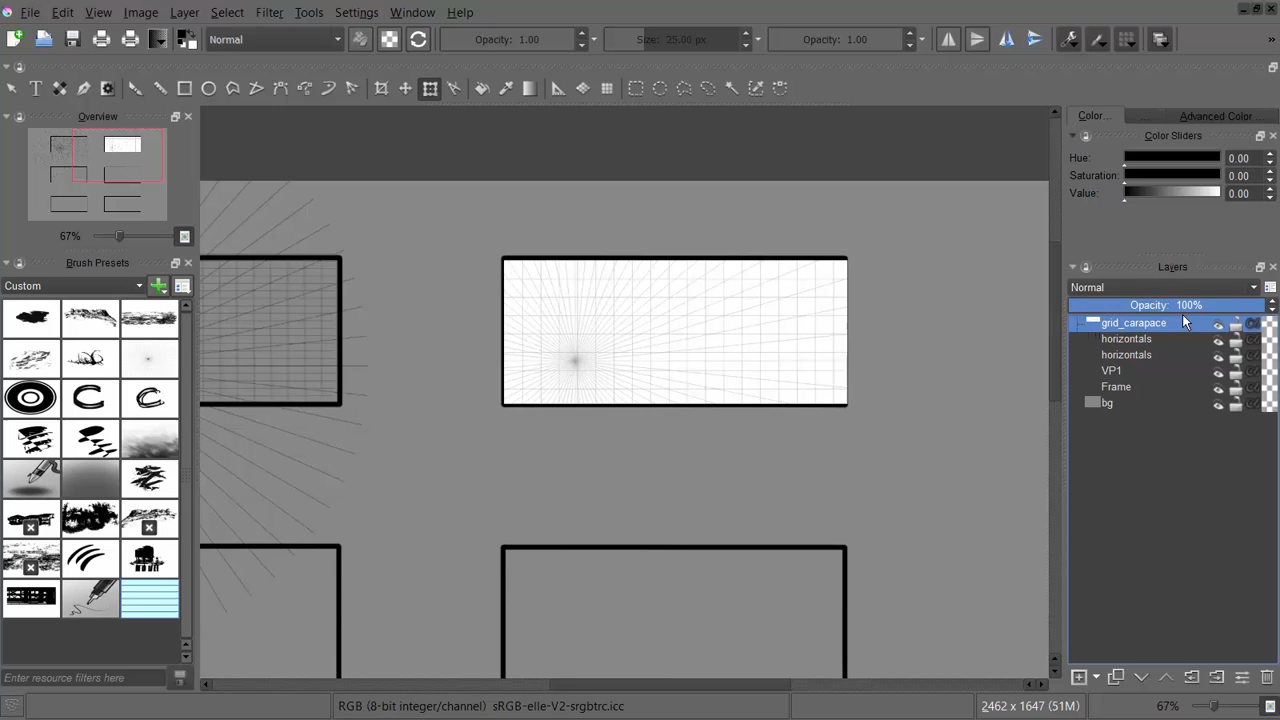 File Edit View Image Layer Select Filter Tools Settings Window Help
Normal Opacity: 1.00 Size: 25.00 px Opacity: 1.00 »
Overview
67%
Brush Presets
Custom
Enter resource filters here
Color... ... Advanced Color ...
Color Sliders
Hue: 0.00
Saturation: 0.00
Value: 0.00
Layers
Normal
Opacity: 100%
grid_carapace
horizontals
horizontals
VP1
Frame
bg
RGB (8-bit integer/channel) sRGB-elle-V2-srgbtrc.icc 2462 x 1647 (51M) 67%